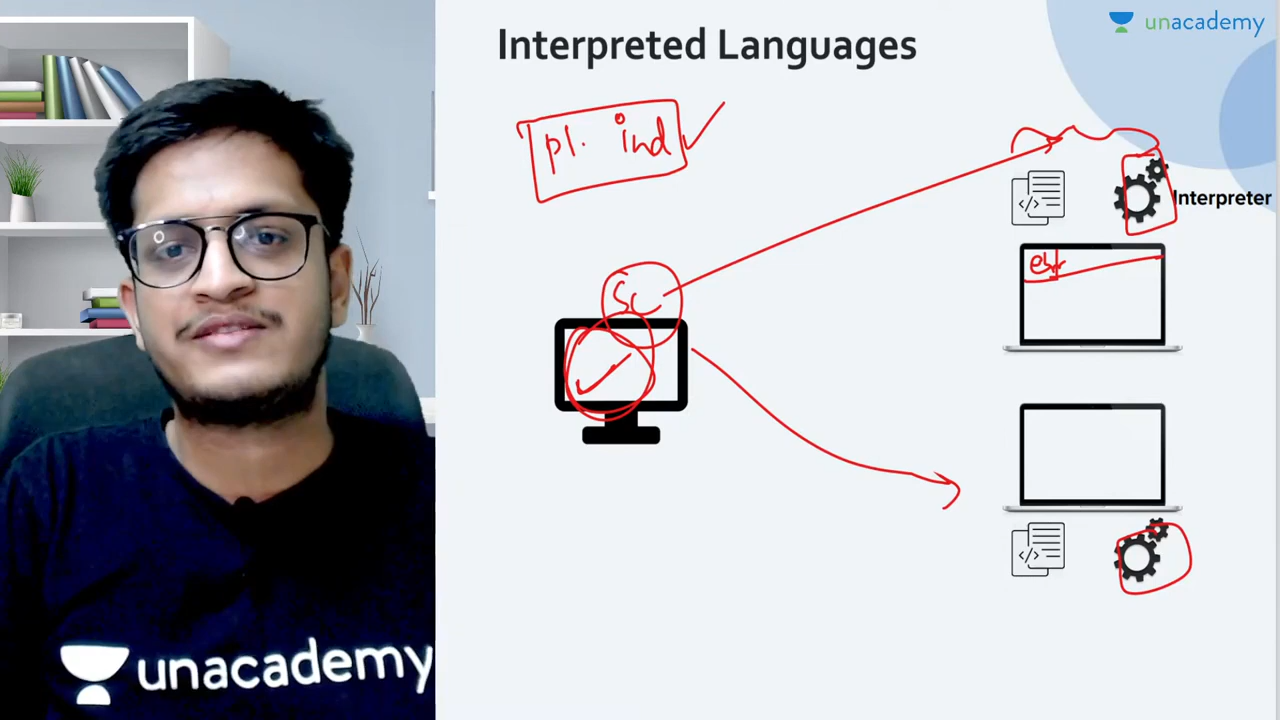 Interpreted Languages
unacademy
pl. ind
Interpreter
SC
unacademy